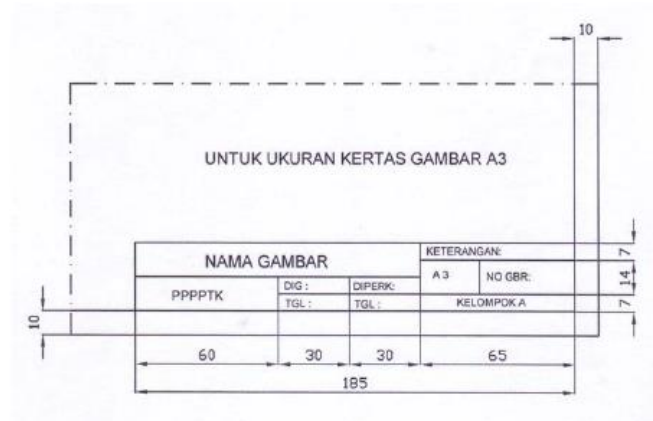 10
UNTUK UKURAN KERTAS GAMBAR A3
NAMA GAMBAR
KETERANGAN:
7
A3
NO GBR:
14
PPPPTK
DIG :
DIPERK:
TGL :
TGL :
KELOMPOK A
7
10
60
30
30
65
185